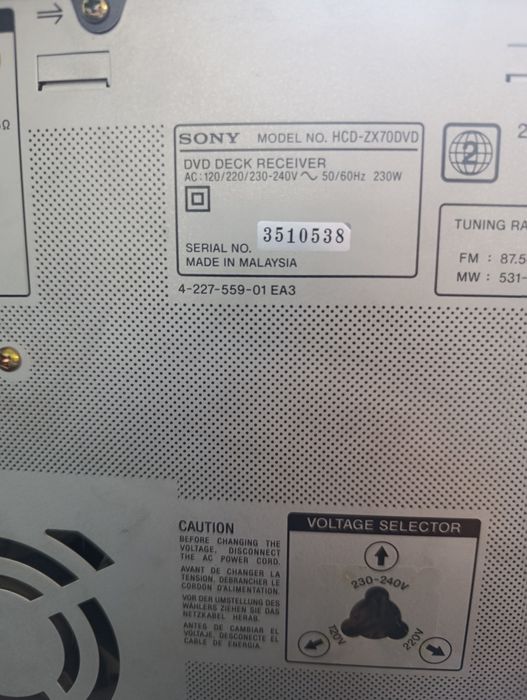 Ω
SONY MODEL NO. HCD-ZX70DVD
DVD DECK RECEIVER
AC: 120/220/230-240V ∿ 50/60Hz 230W
SERIAL NO. 3510538
MADE IN MALAYSIA
4-227-559-01 EA3
2
2
TUNING RA
FM : 87.5
MW : 531-
CAUTION
BEFORE CHANGING THE
VOLTAGE, DISCONNECT
THE AC POWER CORD.
AVANT DE CHANGER LA
TENSION, DEBRANCHER LE
CORDON D'ALIMENTATION.
VOR DER UMSTELLUNG DES
WÄHLERS ZIEHEN SIE DAS
NETZKABEL HERAB.
ANTES DE CAMBIAR EL
VOLTAJE, DESCONECTE EL
CABLE DE ENERGIA.
VOLTAGE SELECTOR
230-240V
120V
220V